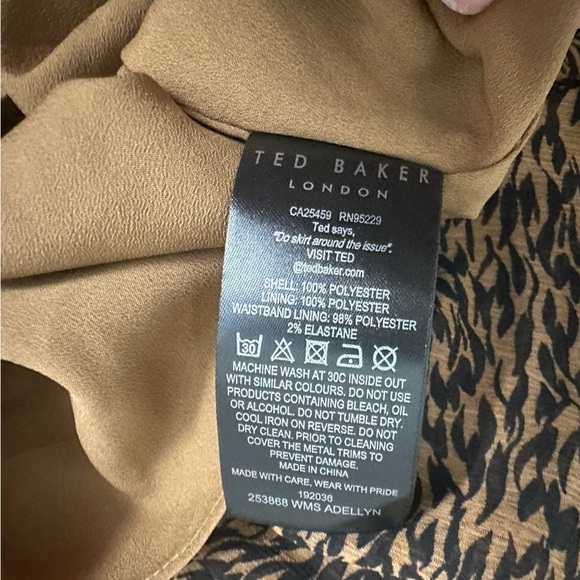 TED BAKER
LONDON
CA25459 RN95229
Ted says,
"Do skirt around the issue".
VISIT TED
@tedbaker.com
SHELL: 100% POLYESTER
LINING: 100% POLYESTER
WAISTBAND LINING: 98% POLYESTER
2% ELASTANE
30
MACHINE WASH AT 30C INSIDE OUT
WITH SIMILAR COLOURS. DO NOT USE
PRODUCTS CONTAINING BLEACH, OIL
OR ALCOHOL. DO NOT TUMBLE DRY.
COOL IRON ON REVERSE. DO NOT
DRY CLEAN. PRIOR TO CLEANING
COVER THE METAL TRIMS TO
PREVENT DAMAGE.
MADE IN CHINA
MADE WITH CARE, WEAR WITH PRIDE
192036
253868 WMS ADELLYN